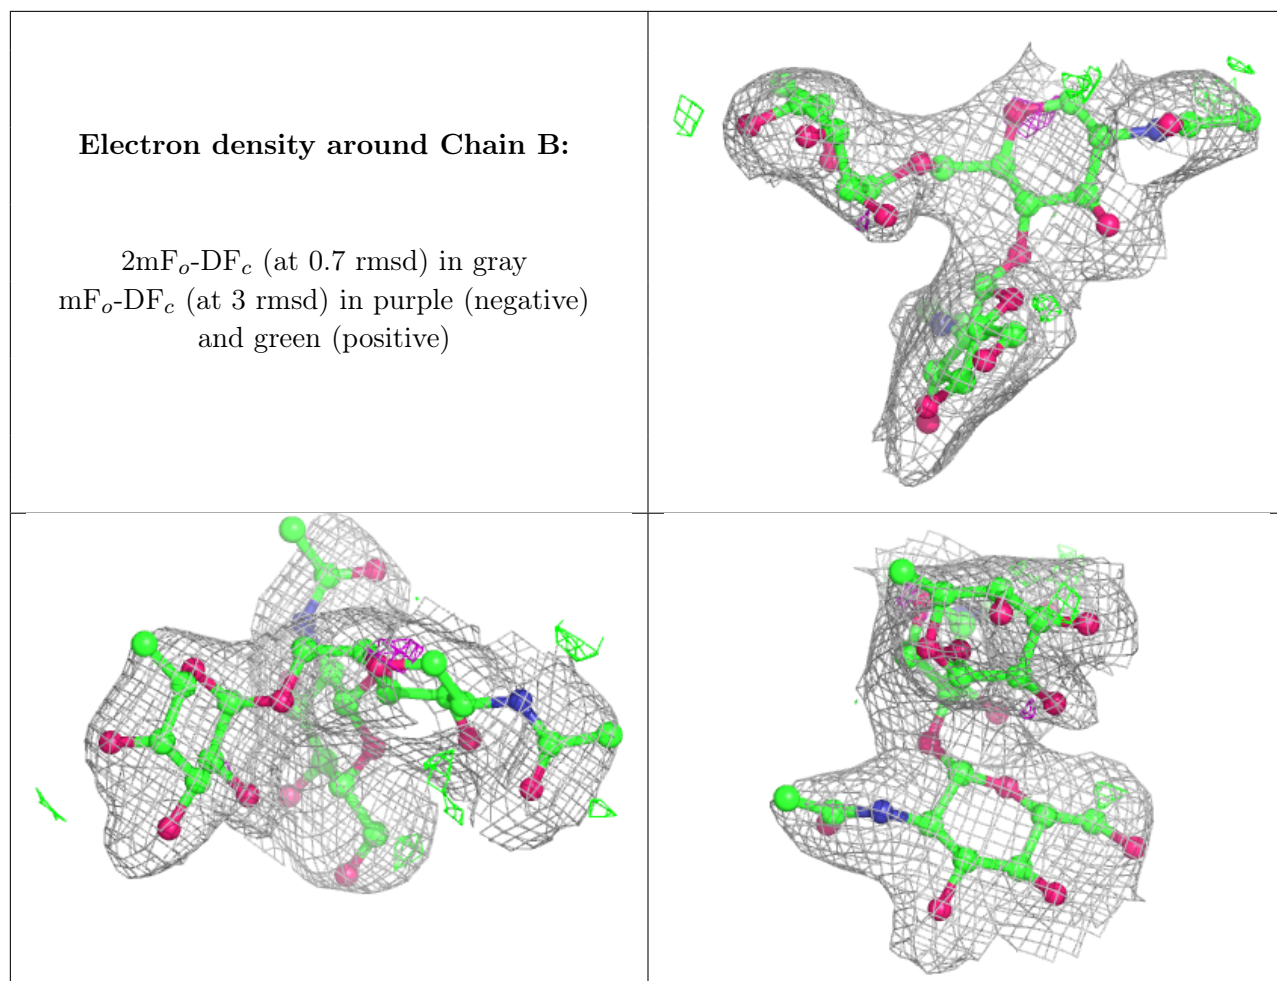 Electron density around Chain B:
2mFₒ-DF𝒸 (at 0.7 rmsd) in gray
mFₒ-DF𝒸 (at 3 rmsd) in purple (negative)
and green (positive)